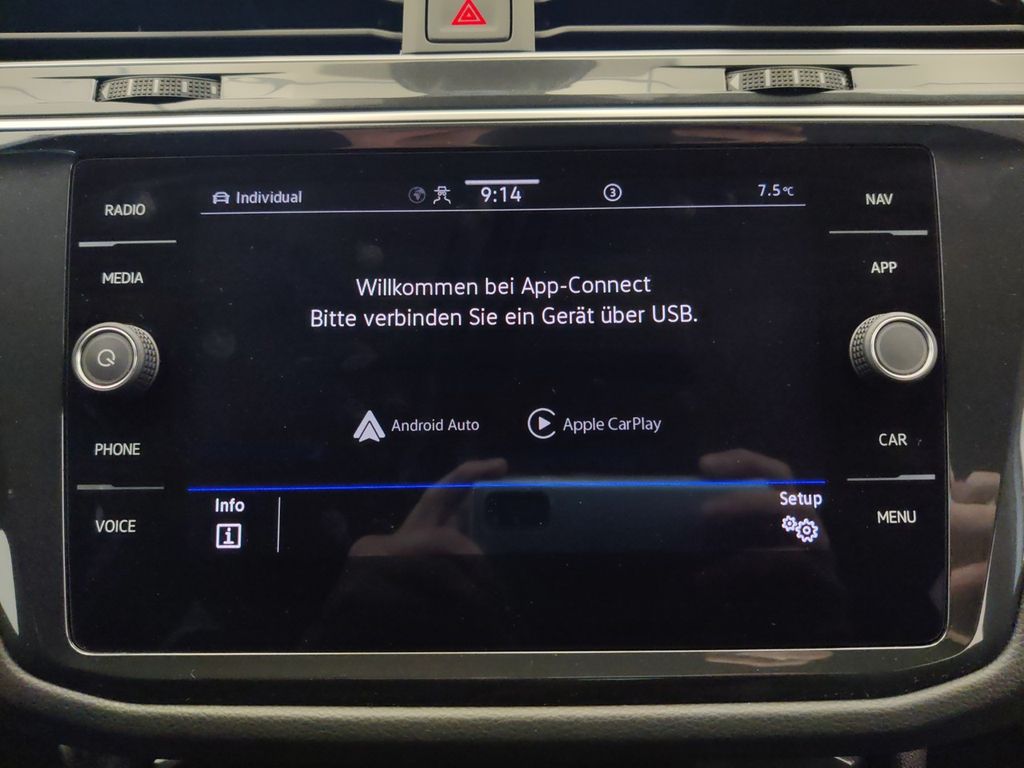 Individual
9:14
3
7.5°C
RADIO
MEDIA
PHONE
VOICE
Willkommen bei App-Connect
Bitte verbinden Sie ein Gerät über USB.
Android Auto
Apple CarPlay
Info
i
Setup
NAV
APP
CAR
MENU